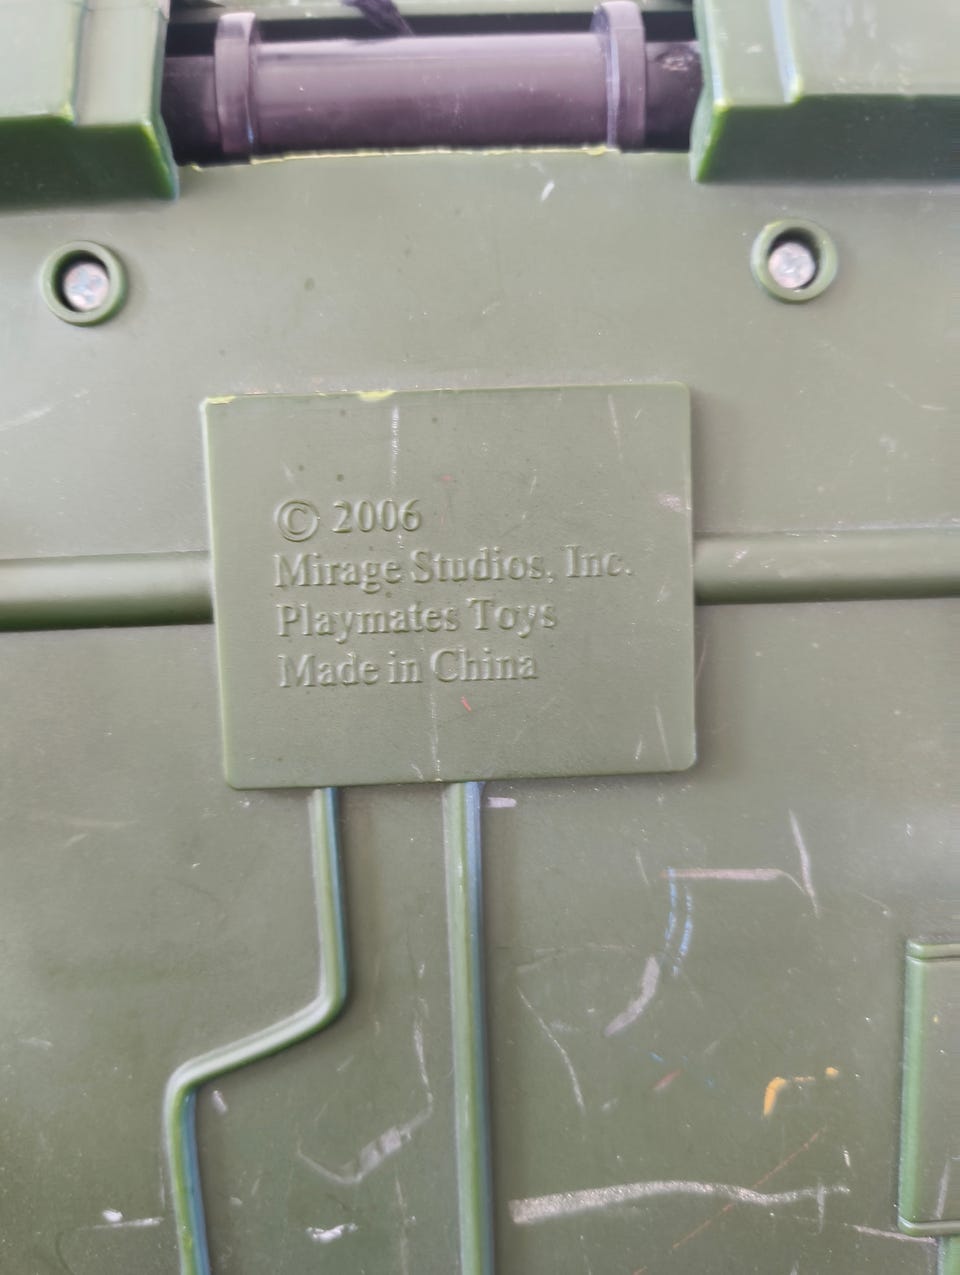 © 2006
Mirage Studios, Inc.
Playmates Toys
Made in China